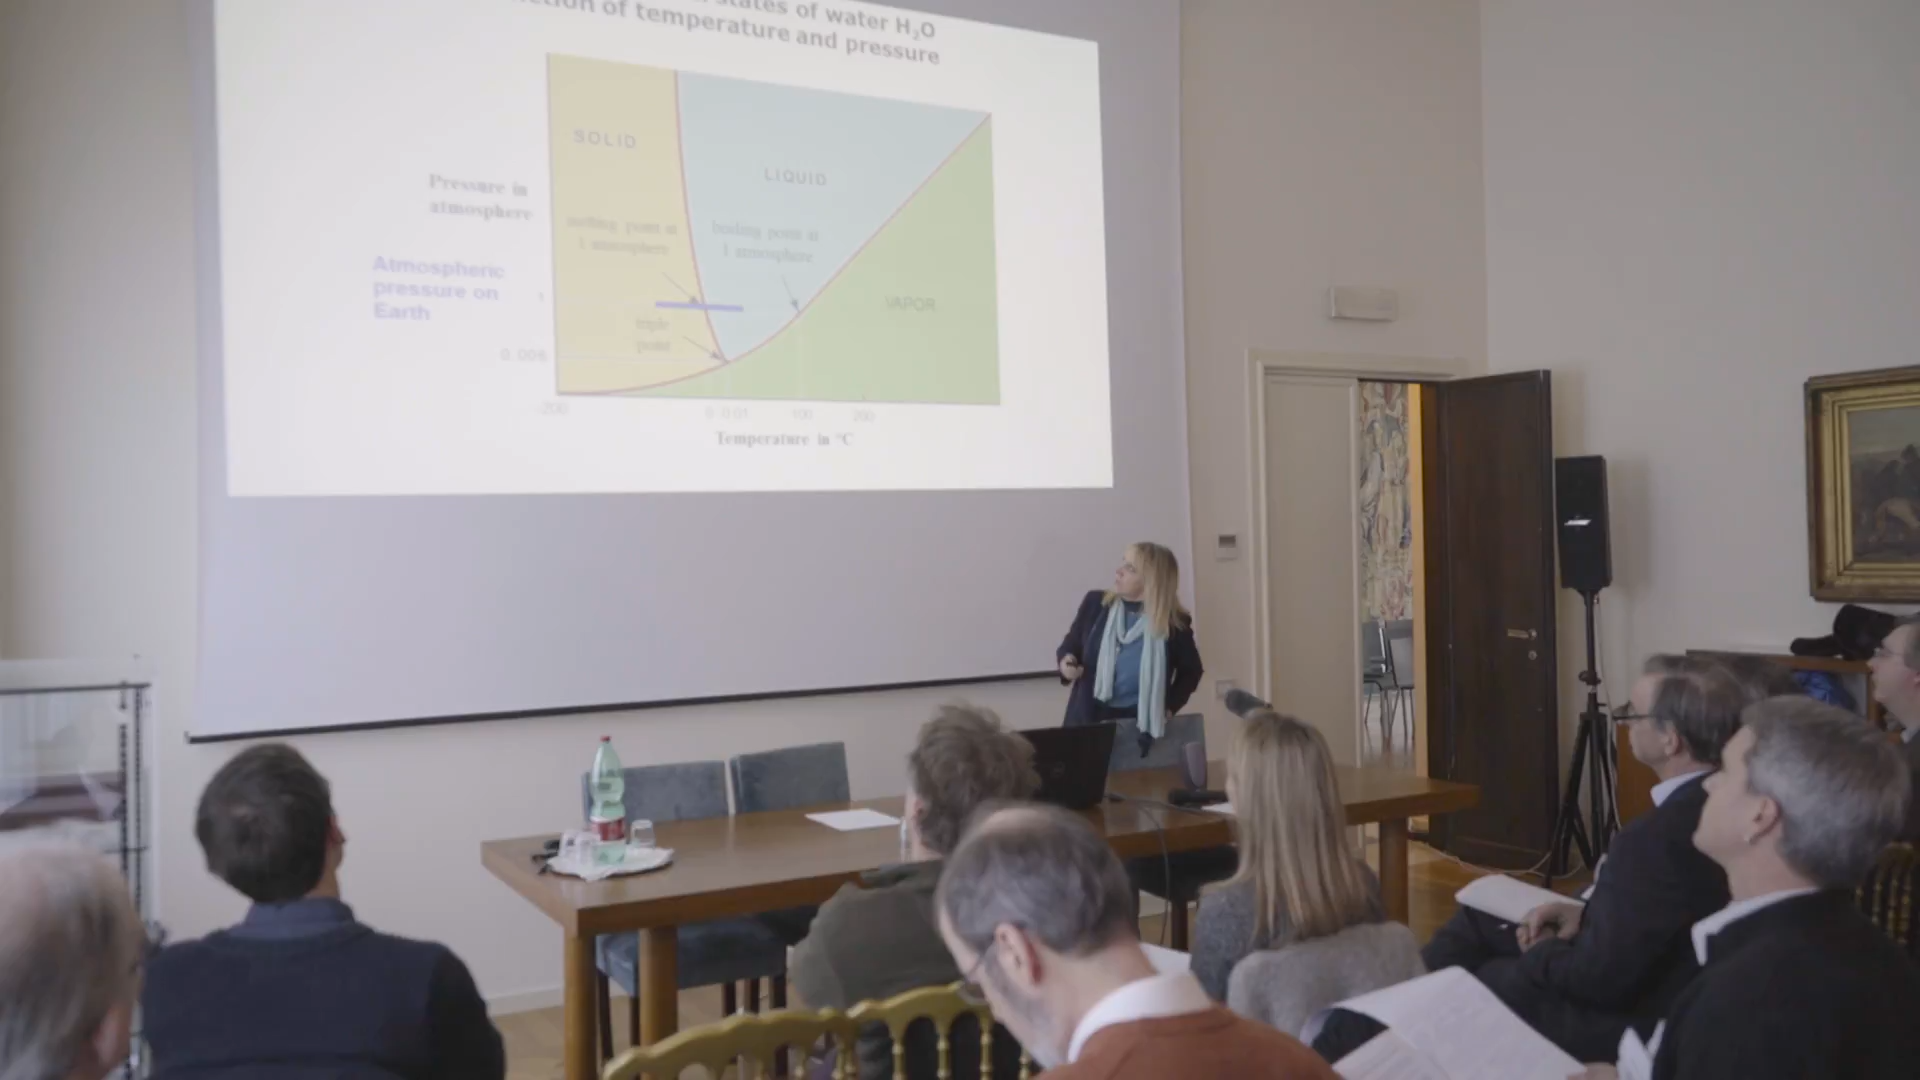 states of water H₂O
of temperature and pressure
SOLID
LIQUID
Pressure in
atmosphere
melting point at
1 atmosphere
boiling point at
1 atmosphere
Atmospheric
pressure on
Earth
1
VAPOR
triple
point
0.006
-200
0 0.01
100
200
Temperature in °C